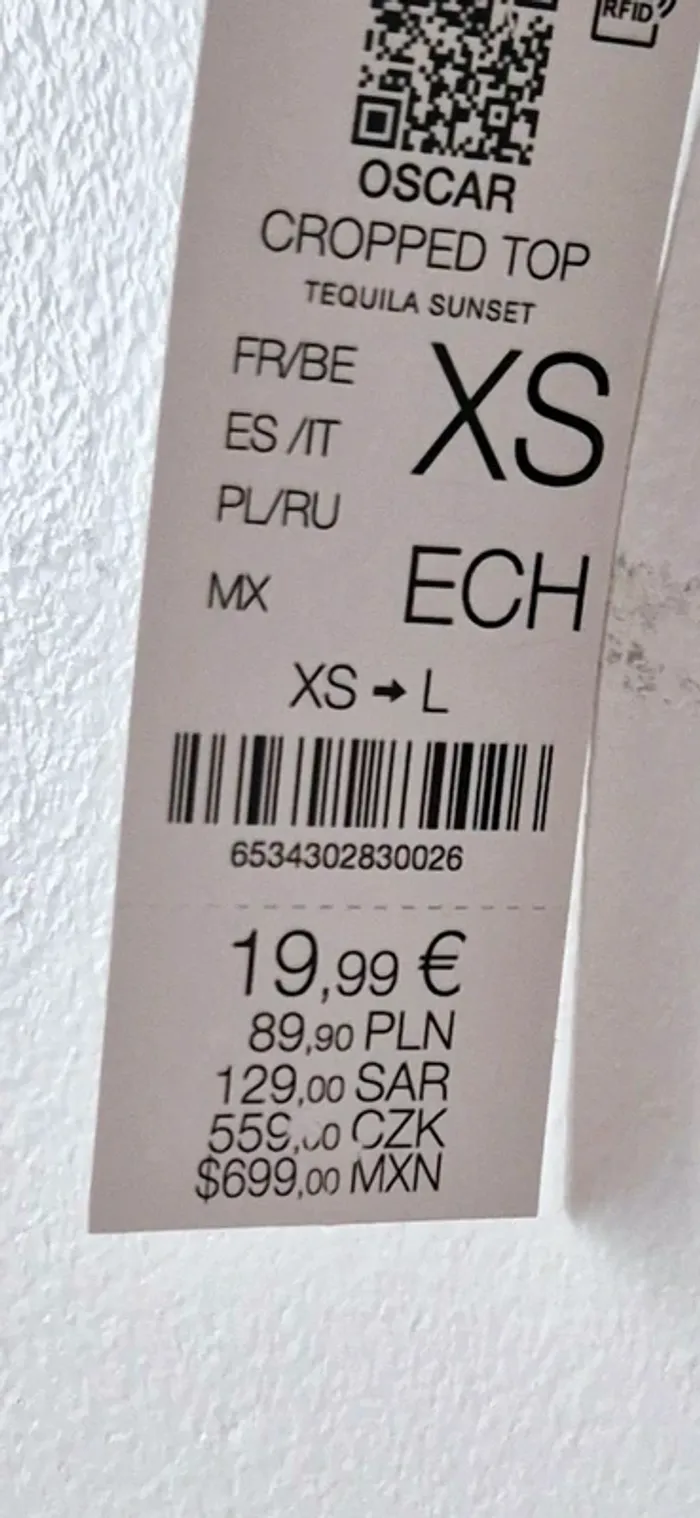 RFID
OSCAR
CROPPED TOP
TEQUILA SUNSET
FR/BE XS
ES /IT
PL/RU
MX ECH
XS → L
6534302830026
19,99 €
89,90 PLN
129,00 SAR
559,00 CZK
$699,00 MXN